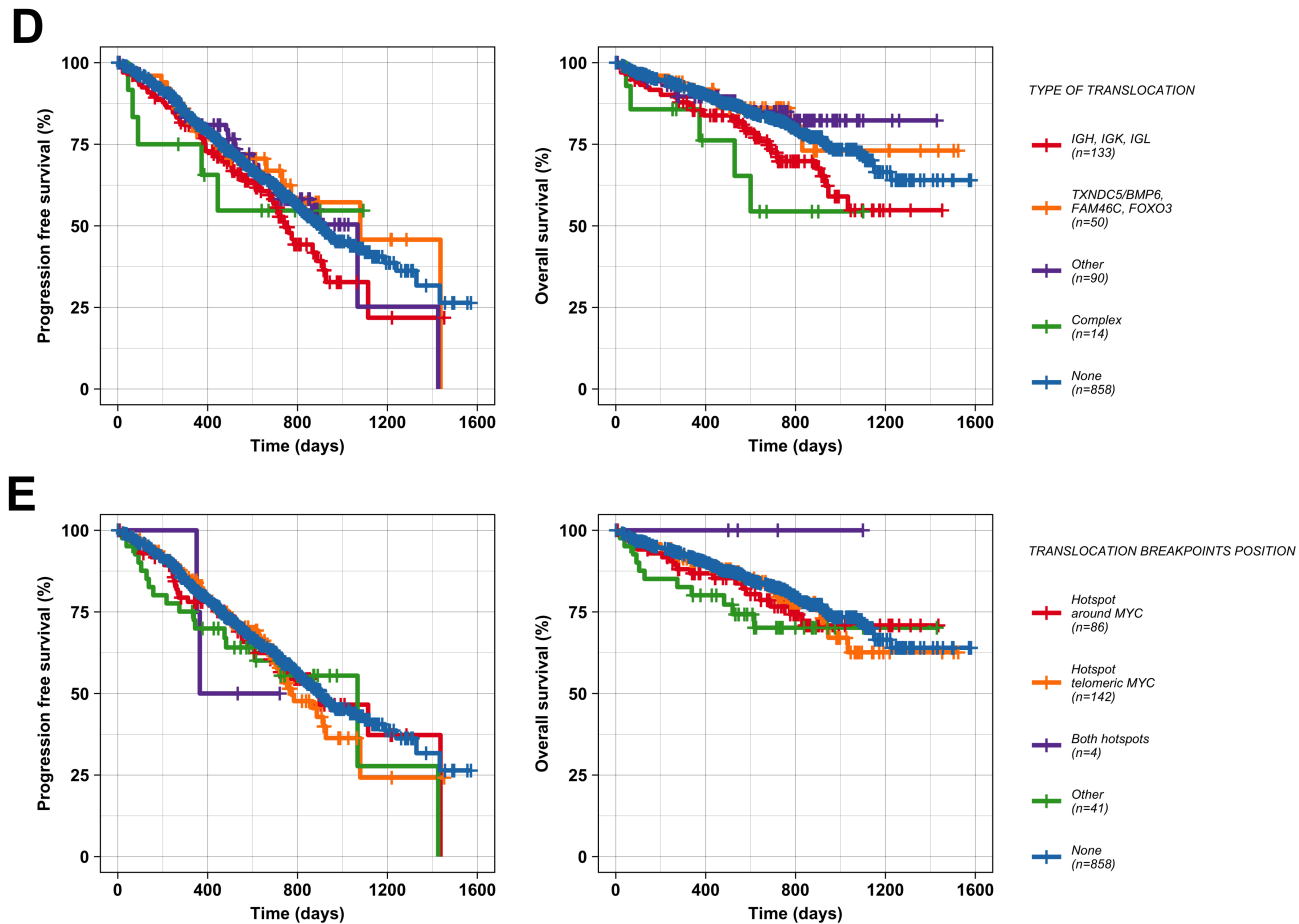 D
Progression free survival (%)
100
75
50
25
0
0 400 800 1200 1600
Time (days)
Overall survival (%)
100
75
50
25
0
0 400 800 1200 1600
Time (days)
TYPE OF TRANSLOCATION
IGH, IGK, IGL
(n=133)
TXNDC5/BMP6,
FAM46C, FOXO3
(n=50)
Other
(n=90)
Complex
(n=14)
None
(n=858)
E
Progression free survival (%)
100
75
50
25
0
0 400 800 1200 1600
Time (days)
Overall survival (%)
100
75
50
25
0
0 400 800 1200 1600
Time (days)
TRANSLOCATION BREAKPOINTS POSITION
Hotspot
around MYC
(n=86)
Hotspot
telomeric MYC
(n=142)
Both hotspots
(n=4)
Other
(n=41)
None
(n=858)